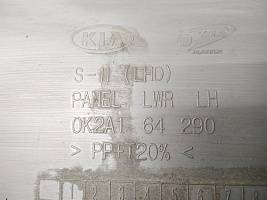 KIA
S-II (LHD)
PANEL. LWR LH
0K2A1 64 290
>PP+T20%<